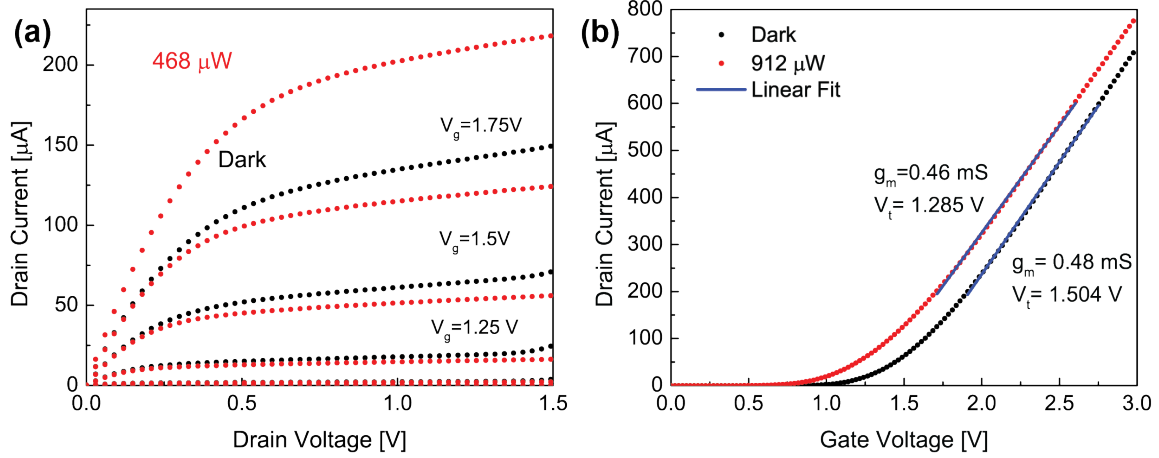 (a)
468 μW
Dark
V_g=1.75V
V_g=1.5V
V_g=1.25 V
200
150
100
50
0
0.0 0.5 1.0 1.5
Drain Current [μA]
Drain Voltage [V]
(b)
Dark
912 μW
Linear Fit
g_m=0.46 mS
V_t= 1.285 V
g_m= 0.48 mS
V_t= 1.504 V
800
700
600
500
400
300
200
100
0
0.0 0.5 1.0 1.5 2.0 2.5 3.0
Drain Current [μA]
Gate Voltage [V]